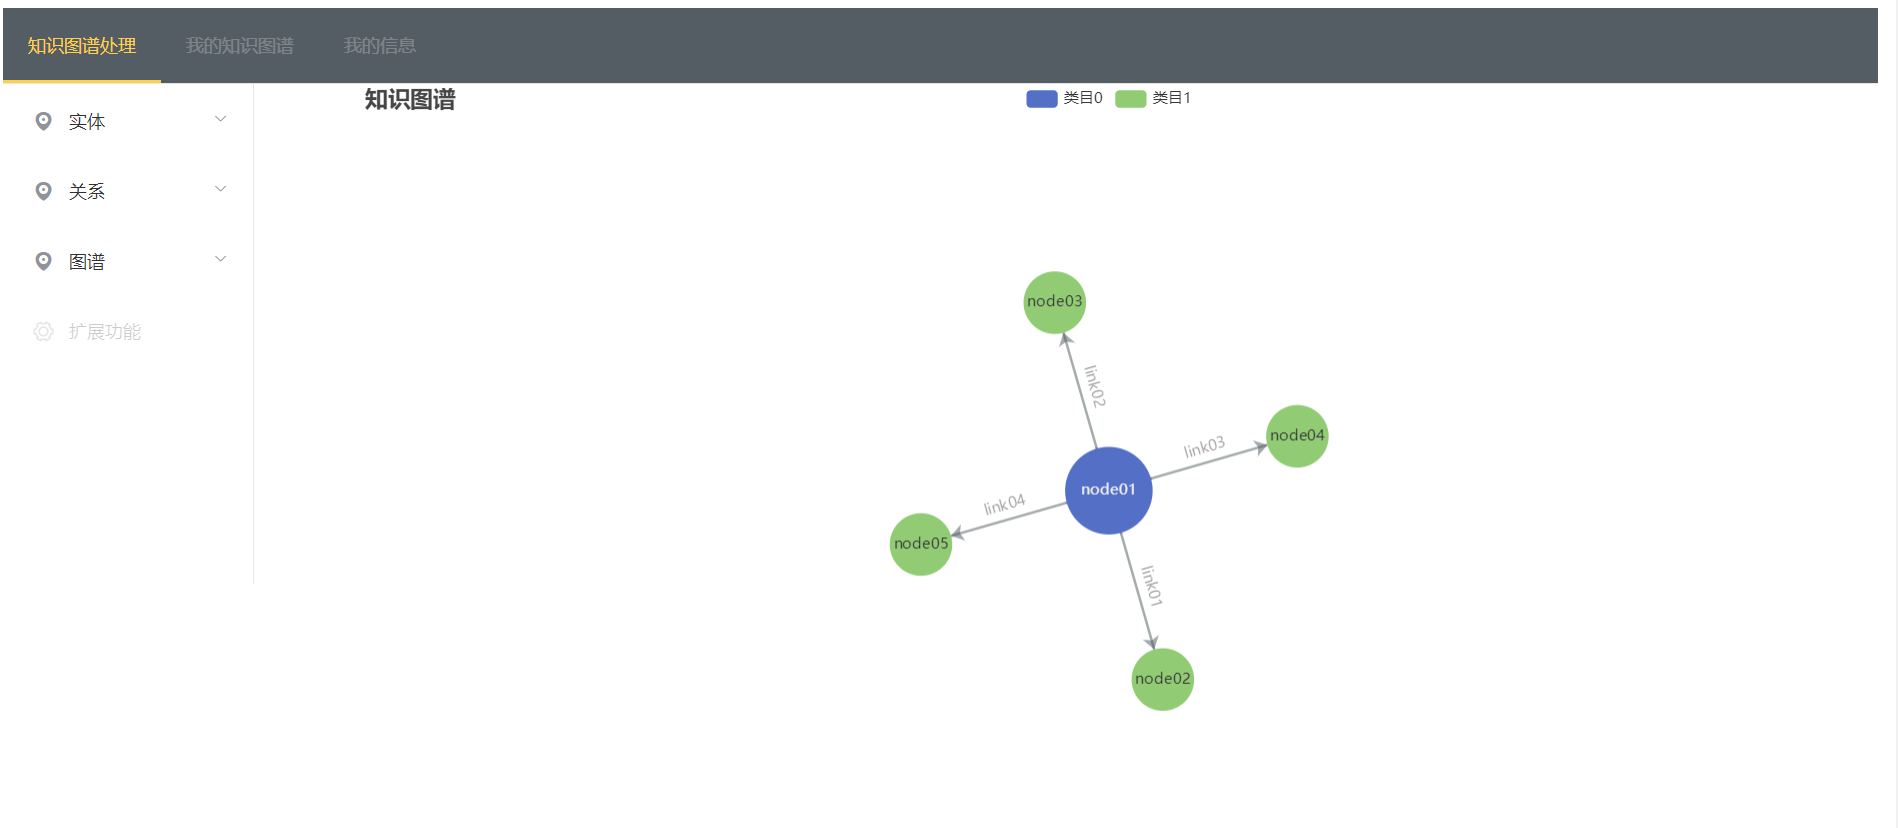 知识图谱处理 我的知识图谱 我的信息
实体
关系
图谱
扩展功能
知识图谱
类目0 类目1
node03
link02
node04
link03
node01
link04
node05
link01
node02